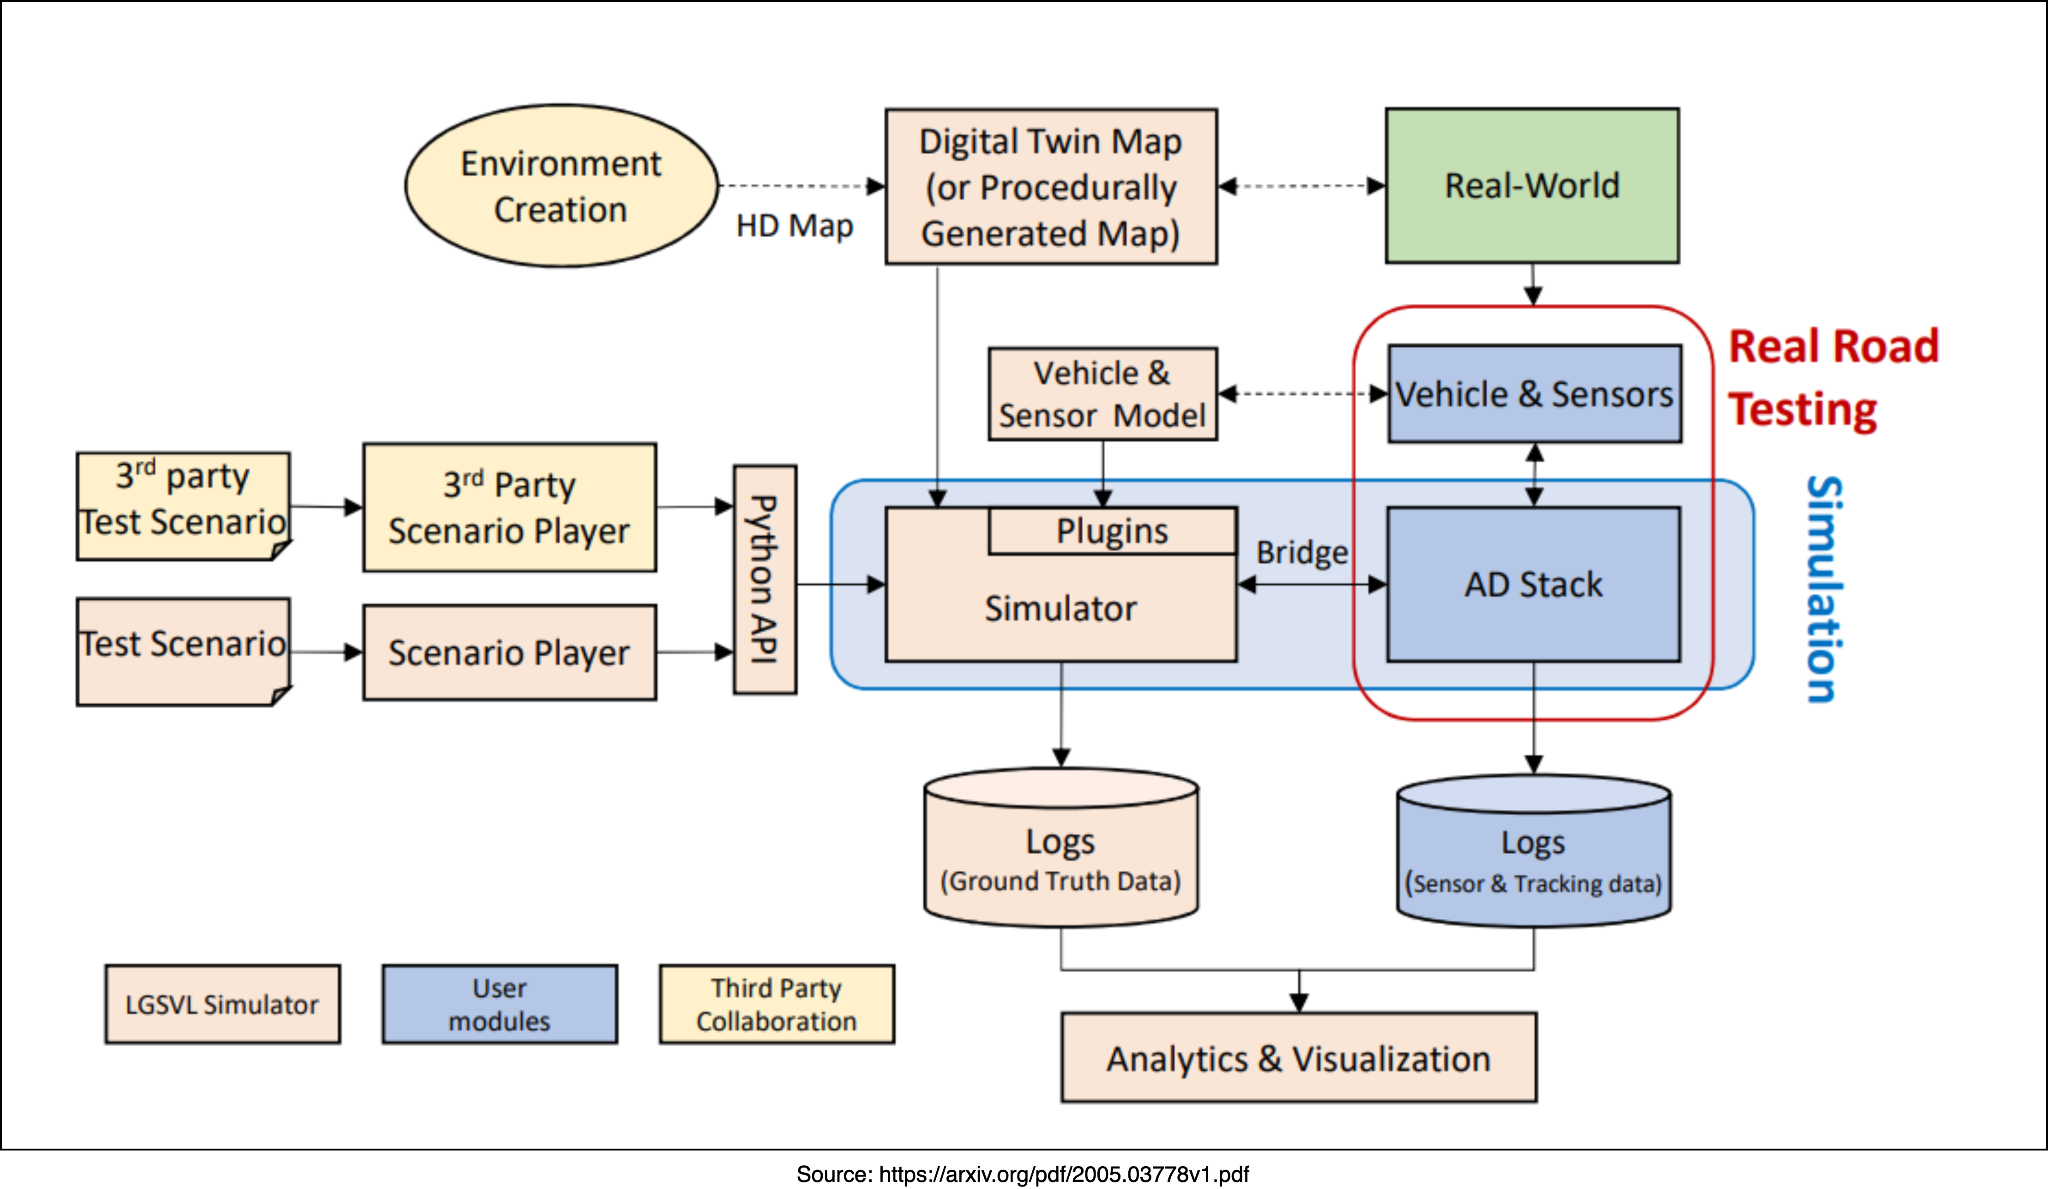 Environment
Creation
HD Map
Digital Twin Map
(or Procedurally
Generated Map)
Real-World
Real Road
Testing
Vehicle &
Sensor Model
Vehicle & Sensors
3rd party
Test Scenario
3rd Party
Scenario Player
Test Scenario
Scenario Player
Python API
Plugins
Simulator
Bridge
AD Stack
Simulation
Logs
(Ground Truth Data)
Logs
(Sensor & Tracking data)
LGSVL Simulator
User
modules
Third Party
Collaboration
Analytics & Visualization
Source: https://arxiv.org/pdf/2005.03778v1.pdf